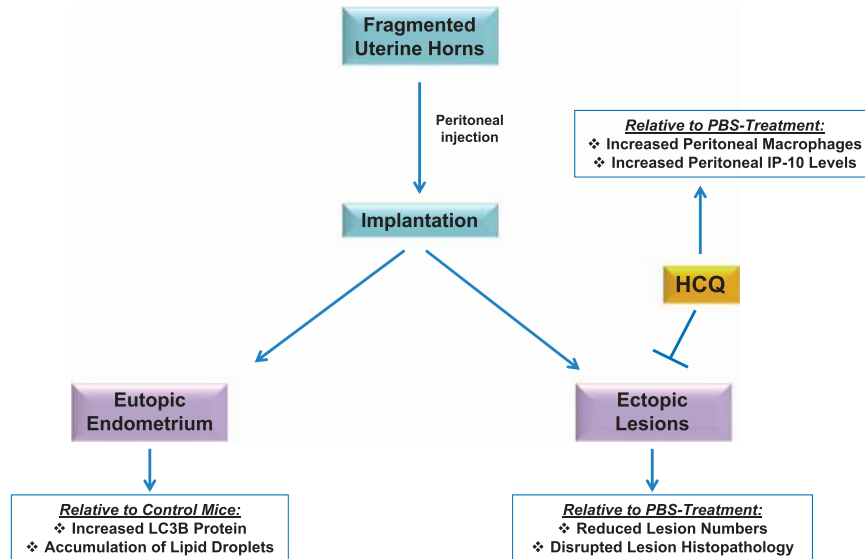 Fragmented
Uterine Horns
Peritoneal
injection
Relative to PBS-Treatment:
❖ Increased Peritoneal Macrophages
❖ Increased Peritoneal IP-10 Levels
Implantation
HCQ
Eutopic
Endometrium
Ectopic
Lesions
Relative to Control Mice:
❖ Increased LC3B Protein
❖ Accumulation of Lipid Droplets
Relative to PBS-Treatment:
❖ Reduced Lesion Numbers
❖ Disrupted Lesion Histopathology